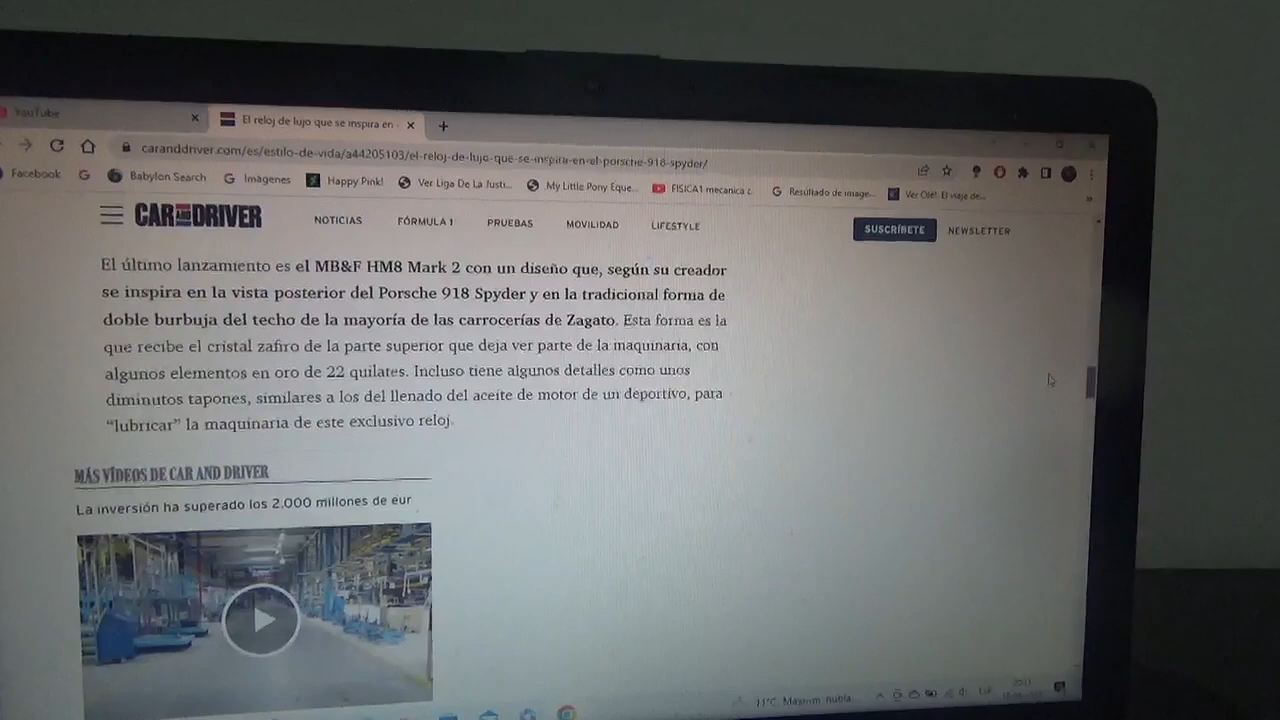 YouTube
El reloj de lujo que se inspira en
caranddriver.com/es/estilo-de-vida/a44205103/el-reloj-de-lujo-que-se-inspira-en-el-porsche-918-spyder/
Facebook
Babylon Search
Imágenes
Happy Pink!
Ver Liga De La Justi...
My Little Pony Eque...
FISICA1 mecanica c
Resultado de image...
Ver Olé! El viaje de...
CAR AND DRIVER
NOTICIAS
FÓRMULA 1
PRUEBAS
MOVILIDAD
LIFESTYLE
SUSCRÍBETE
NEWSLETTER
El último lanzamiento es el MB&F HM8 Mark 2 con un diseño que, según su creador
se inspira en la vista posterior del Porsche 918 Spyder y en la tradicional forma de
doble burbuja del techo de la mayoría de las carrocerías de Zagato. Esta forma es la
que recibe el cristal zafiro de la parte superior que deja ver parte de la maquinaria, con
algunos elementos en oro de 22 quilates. Incluso tiene algunos detalles como unos
diminutos tapones, similares a los del llenado del aceite de motor de un deportivo, para
“lubricar” la maquinaria de este exclusivo reloj.
MÁS VÍDEOS DE CAR AND DRIVER
La inversión ha superado los 2.000 millones de eur
11°C Mayorm. nubla...